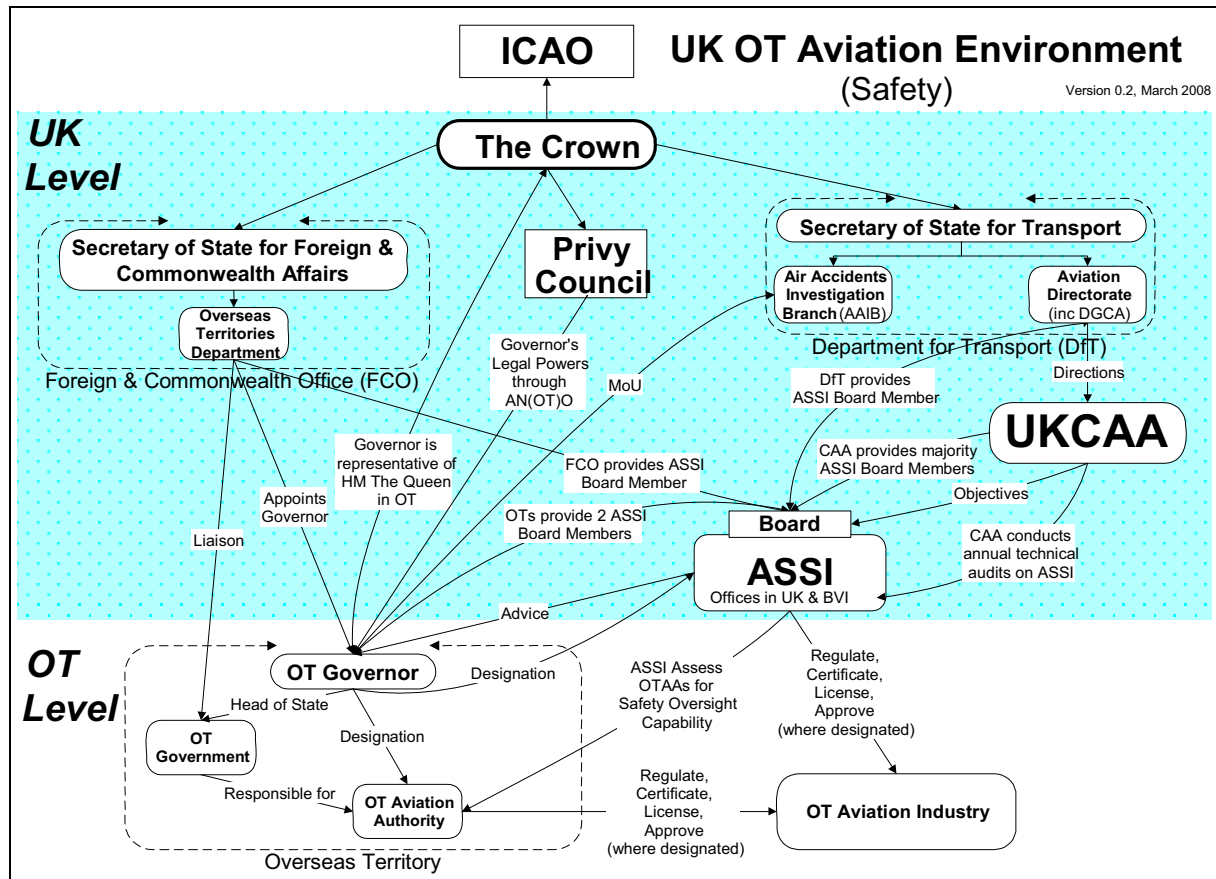 ICAO
UK OT Aviation Environment
(Safety)
Version 0.2, March 2008
UK
Level
The Crown
Secretary of State for Foreign &
Commonwealth Affairs
Overseas
Territories
Department
Foreign & Commonwealth Office (FCO)
Privy
Council
Secretary of State for Transport
Air Accidents
Investigation
Branch (AAIB)
Aviation
Directorate
(inc DGCA)
Department for Transport (DfT)
Governor's
Legal Powers
through
AN(OT)O
MoU
DfT provides
ASSI Board Member
Directions
UKCAA
Governor is
representative of
HM The Queen
in OT
FCO provides ASSI
Board Member
CAA provides majority
ASSI Board Members
Objectives
Appoints
Governor
Liaison
OTs provide 2 ASSI
Board Members
Board
ASSI
Offices in UK & BVI
CAA conducts
annual technical
audits on ASSI
Advice
OT
Level
OT Governor
Designation
Head of State
OT
Government
Designation
Responsible for
OT Aviation
Authority
Overseas Territory
ASSI Assess
OTAAs for
Safety Oversight
Capability
Regulate,
Certificate,
License,
Approve
(where designated)
Regulate,
Certificate,
License,
Approve
(where designated)
OT Aviation Industry